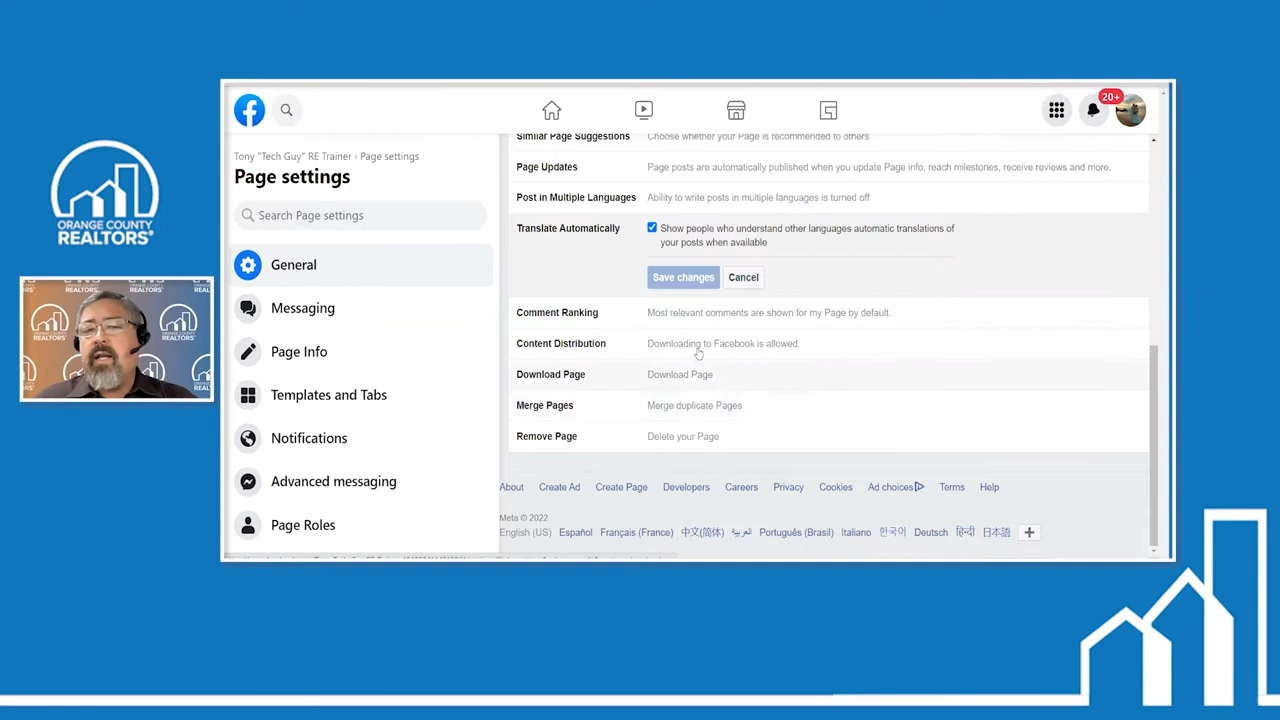 20+
Tony "Tech Guy" RE Trainer › Page settings
Page settings
Search Page settings
General
Messaging
Page Info
Templates and Tabs
Notifications
Advanced messaging
Page Roles
Similar Page Suggestions Choose whether your Page is recommended to others
Page Updates Page posts are automatically published when you update Page info, reach milestones, receive reviews and more.
Post in Multiple Languages Ability to write posts in multiple languages is turned off
Translate Automatically Show people who understand other languages automatic translations of
your posts when available
Save changes Cancel
Comment Ranking Most relevant comments are shown for my Page by default.
Content Distribution Downloading to Facebook is allowed.
Download Page Download Page
Merge Pages Merge duplicate Pages
Remove Page Delete your Page
About Create Ad Create Page Developers Careers Privacy Cookies Ad choices Terms Help
Meta © 2022
English (US) Español Français (France) 中文(简体) العربية Português (Brasil) Italiano 한국어 Deutsch हिन्दी 日本語
ORANGE COUNTY
REALTORS®
ORANGE COUNTY
REALTORS®
ORANGE COUNTY
REALTORS®